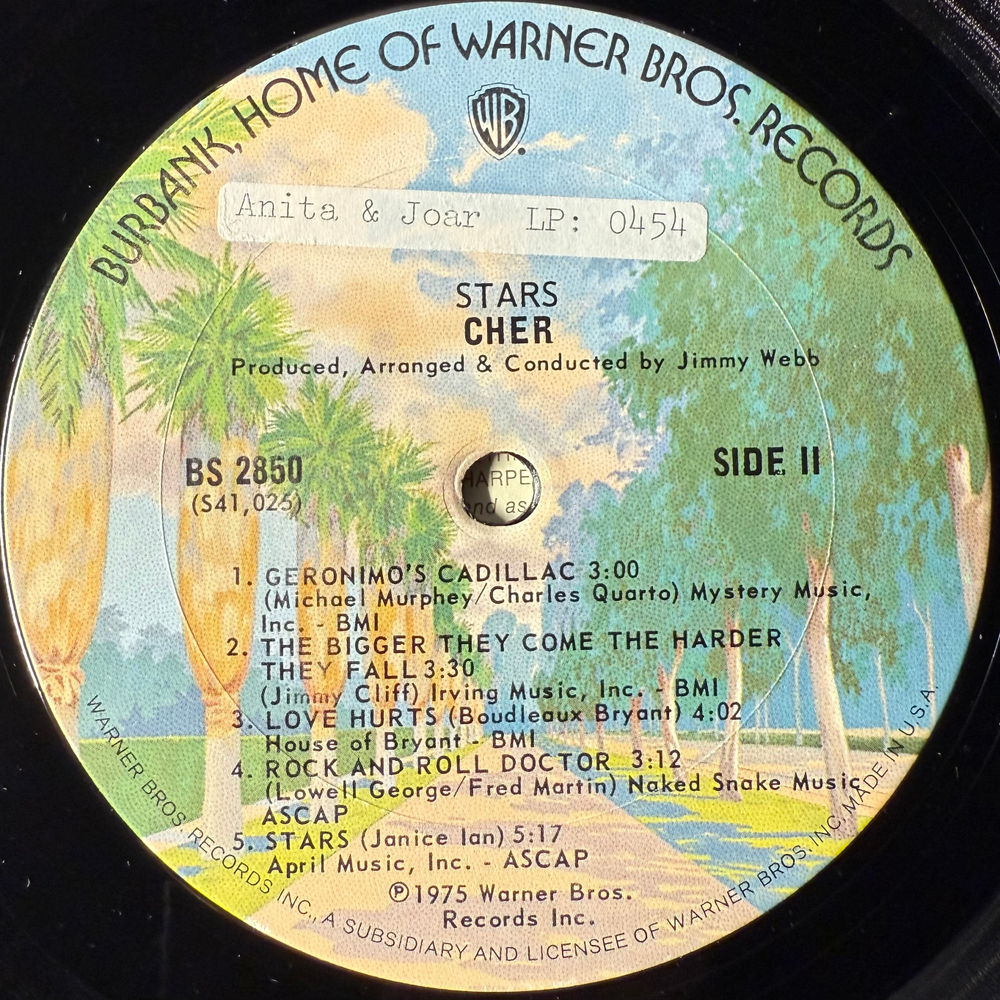 BURBANK, HOME OF WARNER BROS. RECORDS
WB
Anita & Joar LP: 0454
STARS
CHER
Produced, Arranged & Conducted by Jimmy Webb
BS 2850
(S41,025)
SIDE II
HARPE
nd as
1. GERONIMO'S CADILLAC 3:00
(Michael Murphey/Charles Quarto) Mystery Music,
Inc. - BMI
2. THE BIGGER THEY COME THE HARDER
THEY FALL 3:30
(Jimmy Cliff) Irving Music, Inc. - BMI
3. LOVE HURTS (Boudleaux Bryant) 4:02
House of Bryant - BMI
4. ROCK AND ROLL DOCTOR 3:12
(Lowell George/Fred Martin) Naked Snake Music
ASCAP
5. STARS (Janice Ian) 5:17
April Music, Inc. - ASCAP
℗1975 Warner Bros.
Records Inc.
WARNER BROS. RECORDS INC., A SUBSIDIARY AND LICENSEE OF WARNER BROS. INC. MADE IN U.S.A.